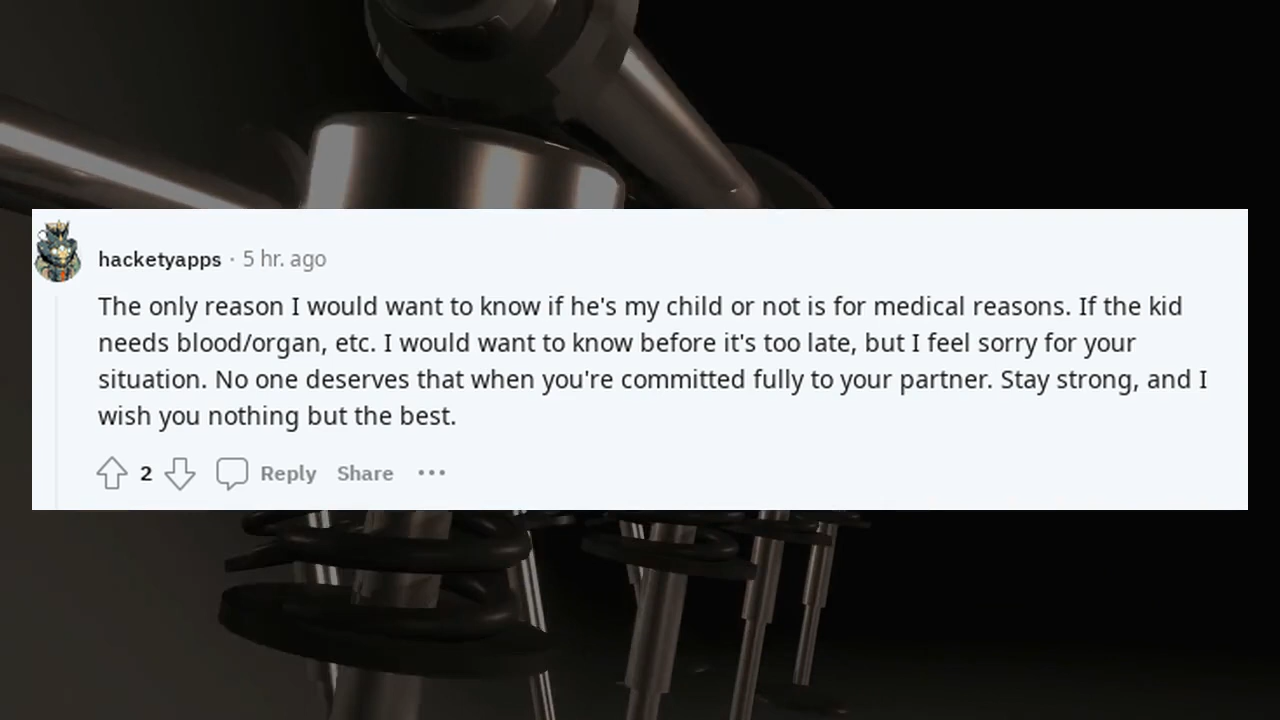 hacketyapps · 5 hr. ago
The only reason I would want to know if he's my child or not is for medical reasons. If the kid
needs blood/organ, etc. I would want to know before it's too late, but I feel sorry for your
situation. No one deserves that when you're committed fully to your partner. Stay strong, and I
wish you nothing but the best.
2 Reply Share ···